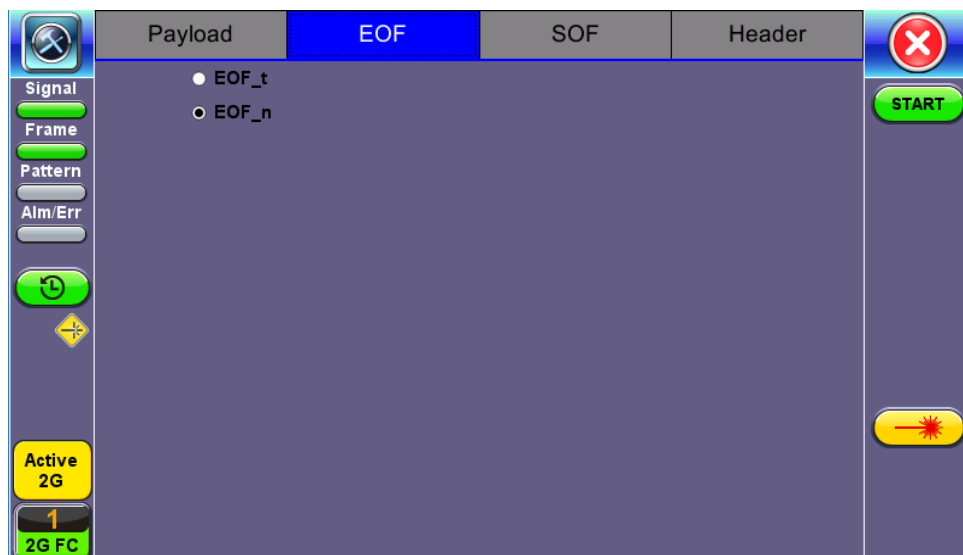 Payload EOF SOF Header
Signal
Frame
Pattern
Alm/Err
EOF_t
EOF_n
START
Active
2G
1
2G FC